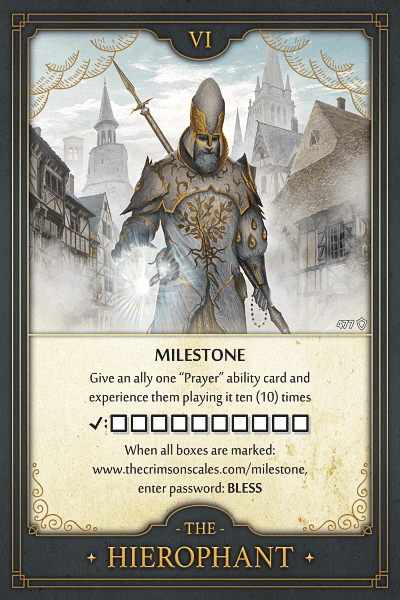 VI
477
MILESTONE
Give an ally one “Prayer” ability card and
experience them playing it ten (10) times
✓:
When all boxes are marked:
www.thecrimsonscales.com/milestone,
enter password: BLESS
- THE -
HIEROPHANT